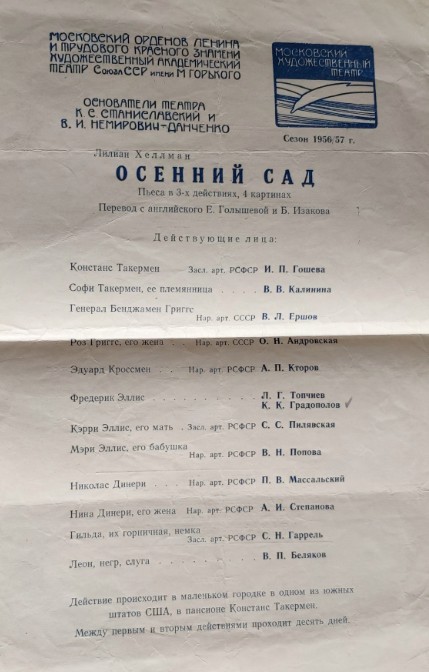 МОСКОВСКИЙ ОРДЕНОВ ЛЕНИНА
И ТРУДОВОГО КРАСНОГО ЗНАМЕНИ
ХУДОЖЕСТВЕННЫЙ АКАДЕМИЧЕСКИЙ
ТЕАТР СОЮЗА ССР ИМЕНИ М ГОРЬКОГО
ОСНОВАТЕЛИ ТЕАТРА
К. С. СТАНИСЛАВСКИЙ И
В. И. НЕМИРОВИЧ-ДАНЧЕНКО
МОСКОВСКИЙ
ХУДОЖЕСТВЕННЫЙ
ТЕАТР
Сезон 1956/57 г.
Лилиан Хеллман
ОСЕННИЙ САД
Пьеса в 3-х действиях, 4 картинах
Перевод с английского Е. Голышевой и Б. Изакова
Действующие лица:
Констанс Такермен Засл. арт. РСФСР И. П. Гошева
Софи Такермен, ее племянница . . . . В. В. Калинина
Генерал Бенджамен Григгс
Нар. арт. СССР В. Л. Ершов
Роз Григгс, его жена . Нар. арт. СССР О. Н. Андровская
Эдуард Кроссмен . . Нар. арт. РСФСР А. П. Кторов
Фредерик Эллис . . . . . . . . Л. Г. Топчиев
К. К. Градополов
Кэрри Эллис, его мать . Засл. арт. РСФСР С. С. Пилявская
Мэри Эллис, его бабушка
Нар. арт. РСФСР В. Н. Попова
Николас Динери . . Нар. арт. РСФСР П. В. Массальский
Нина Динери, его жена Нар. арт. РСФСР А. И. Степанова
Гильда, их горничная, немка
Засл. арт. РСФСР С. Н. Гаррель
Леон, негр, слуга . . . . . . . В. П. Беляков
Действие происходит в маленьком городке в одном из южных
штатов США, в пансионе Констанс Такермен.
Между первым и вторым действиями проходит десять дней.